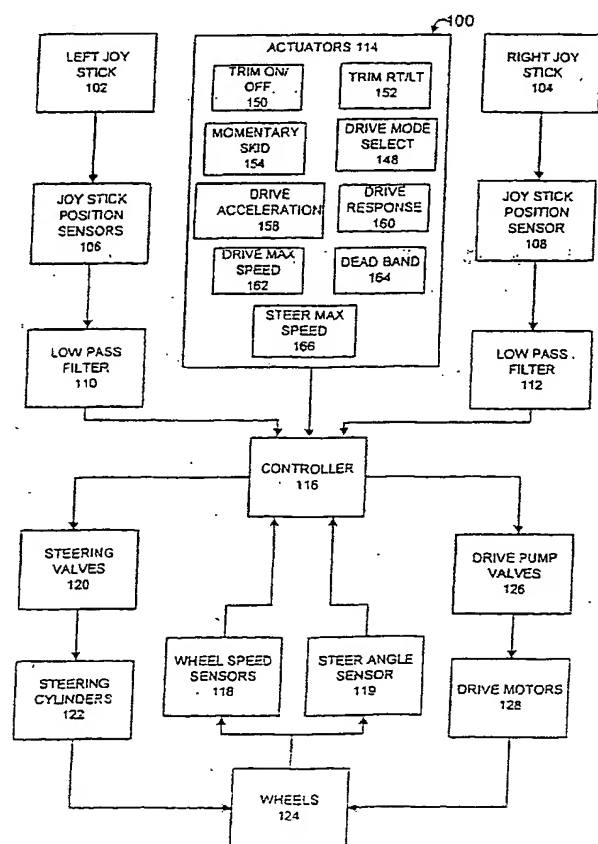 100
LEFT JOY
STICK
102
ACTUATORS 114
TRIM ON/
OFF
150
TRIM RT/LT
152
MOMENTARY
SKID
154
DRIVE MODE
SELECT
148
DRIVE
ACCELERATION
158
DRIVE
RESPONSE
160
DRIVE MAX
SPEED
162
DEAD BAND
164
STEER MAX
SPEED
166
RIGHT JOY
STICK
104
JOY STICK
POSITION
SENSORS
106
JOY STICK
POSITION
SENSOR
108
LOW PASS
FILTER
110
LOW PASS
FILTER
112
CONTROLLER
116
STEERING
VALVES
120
DRIVE PUMP
VALVES
126
WHEEL SPEED
SENSORS
118
STEER ANGLE
SENSOR
119
STEERING
CYLINDERS
122
DRIVE MOTORS
128
WHEELS
124